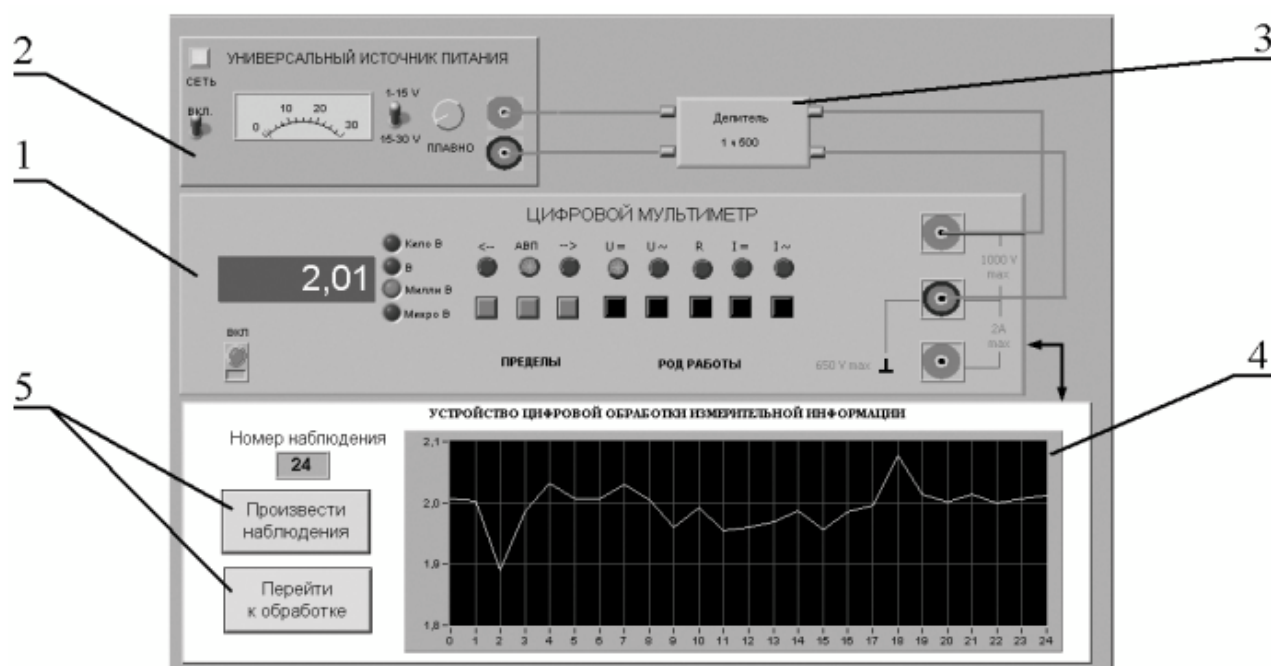 2
3
УНИВЕРСАЛЬНЫЙ ИСТОЧНИК ПИТАНИЯ
СЕТЬ
ВКЛ.
0 10 20 30
1-15 V
15-30 V
ПЛАВНО
Делитель
1 ч 500
1
ЦИФРОВОЙ МУЛЬТИМЕТР
2,01
Кило В
В
Милли В
Микро В
<-- АВП --> U= U~ R I= I~
ВКЛ
ПРЕДЕЛЫ
РОД РАБОТЫ
1000 V
max
2A
max
650 V max
5
4
УСТРОЙСТВО ЦИФРОВОЙ ОБРАБОТКИ ИЗМЕРИТЕЛЬНОЙ ИНФОРМАЦИИ
Номер наблюдения
24
Произвести
наблюдения
Перейти
к обработке
2,1
2,0
1,9
1,8
0 1 2 3 4 5 6 7 8 9 10 11 12 13 14 15 16 17 18 19 20 21 22 23 24